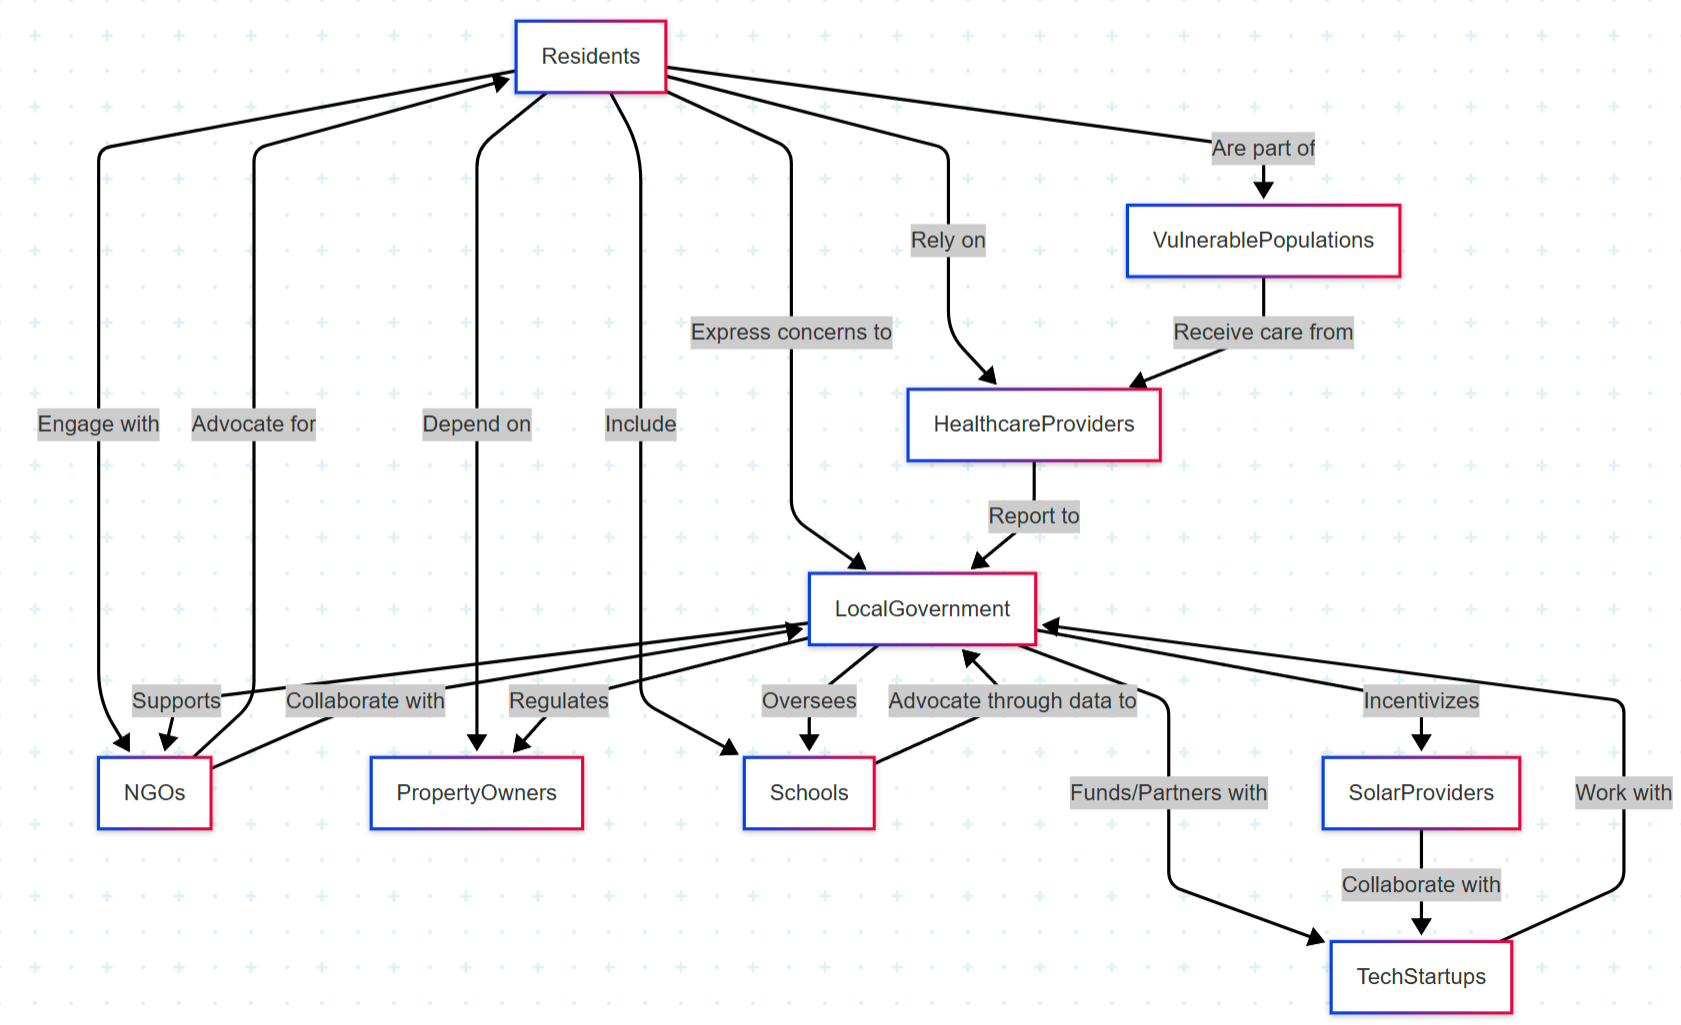 Residents
Are part of
VulnerablePopulations
Rely on
Express concerns to
Receive care from
Engage with
Advocate for
Depend on
Include
HealthcareProviders
Report to
LocalGovernment
Supports
Collaborate with
Regulates
Oversees
Advocate through data to
Incentivizes
NGOs
PropertyOwners
Schools
Funds/Partners with
SolarProviders
Work with
Collaborate with
TechStartups